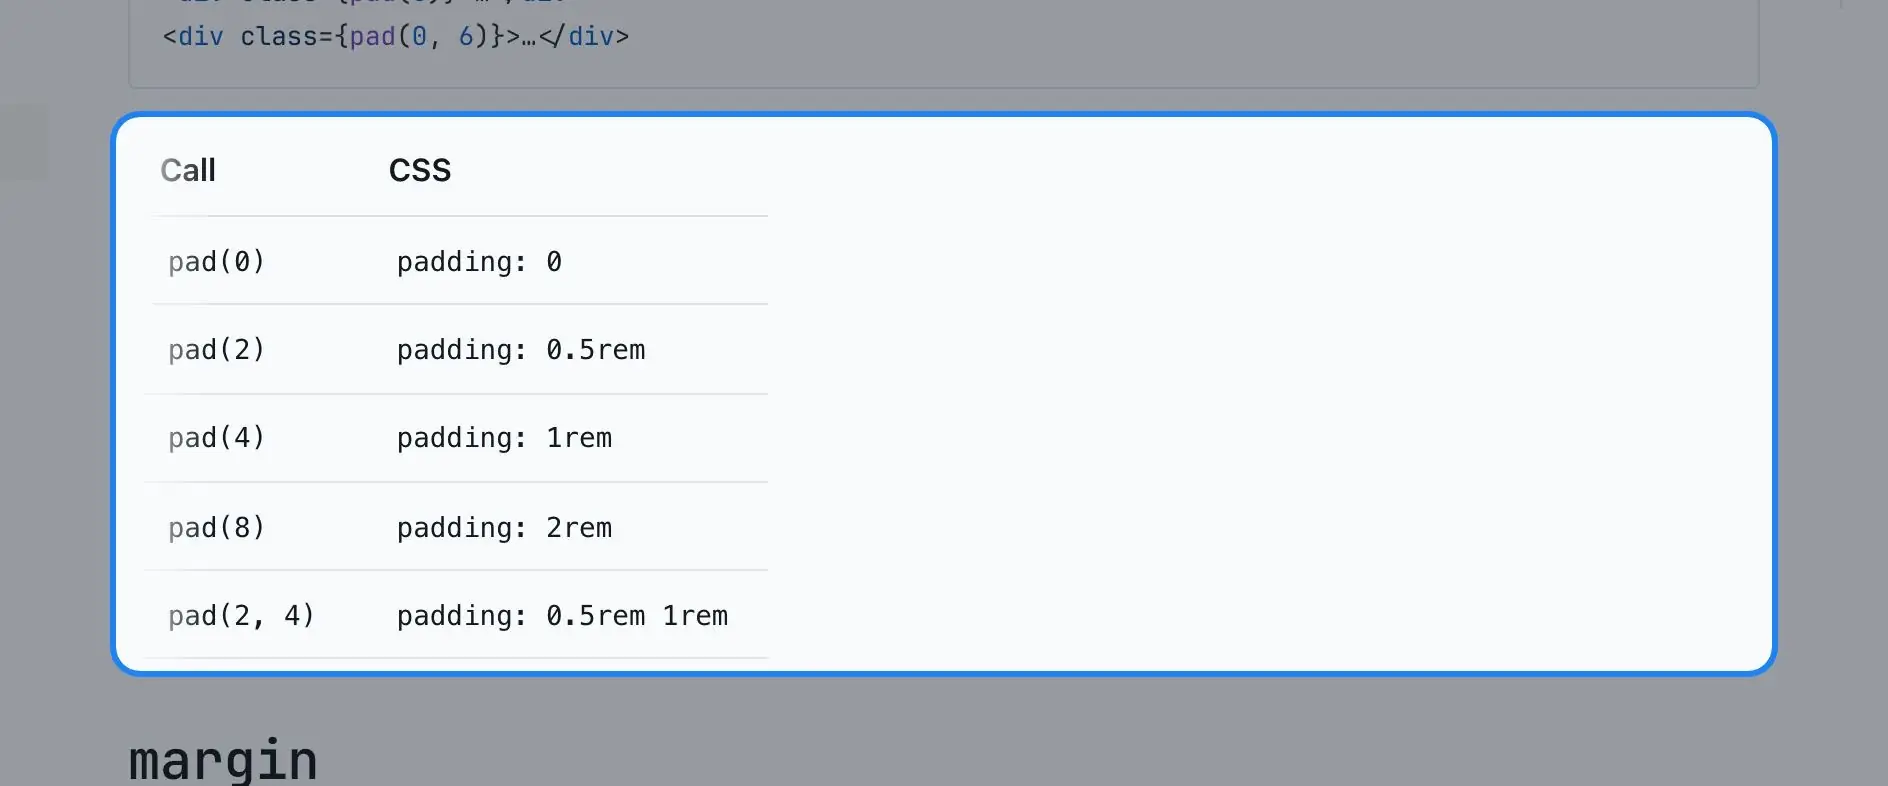 <div class={pad(0, 6)}>…</div>
Call CSS
pad(0) padding: 0
pad(2) padding: 0.5rem
pad(4) padding: 1rem
pad(8) padding: 2rem
pad(2, 4) padding: 0.5rem 1rem
margin